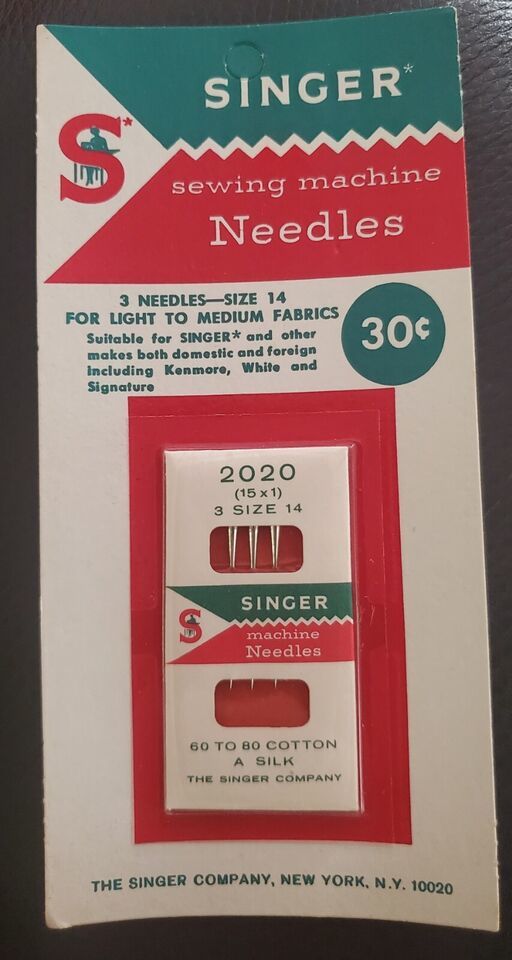 SINGER*
S*
sewing machine
Needles
3 NEEDLES—SIZE 14
FOR LIGHT TO MEDIUM FABRICS
Suitable for SINGER* and other
makes both domestic and foreign
including Kenmore, White and
Signature
30¢
2020
(15 x 1)
3 SIZE 14
SINGER
S
machine
Needles
60 TO 80 COTTON
A SILK
THE SINGER COMPANY
THE SINGER COMPANY, NEW YORK, N.Y. 10020